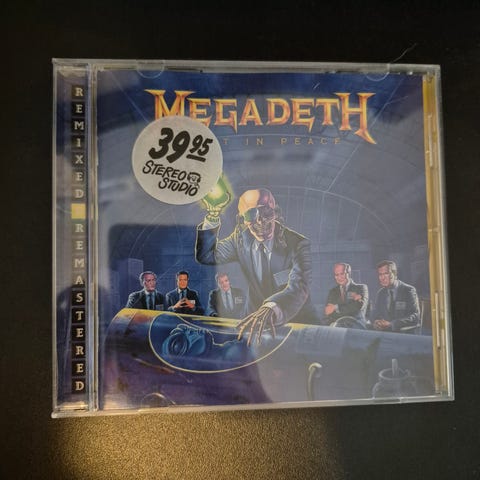 REMIXED REMASTERED
MEGADETH
T IN PEACE
39 95
STEREO
STUDIO